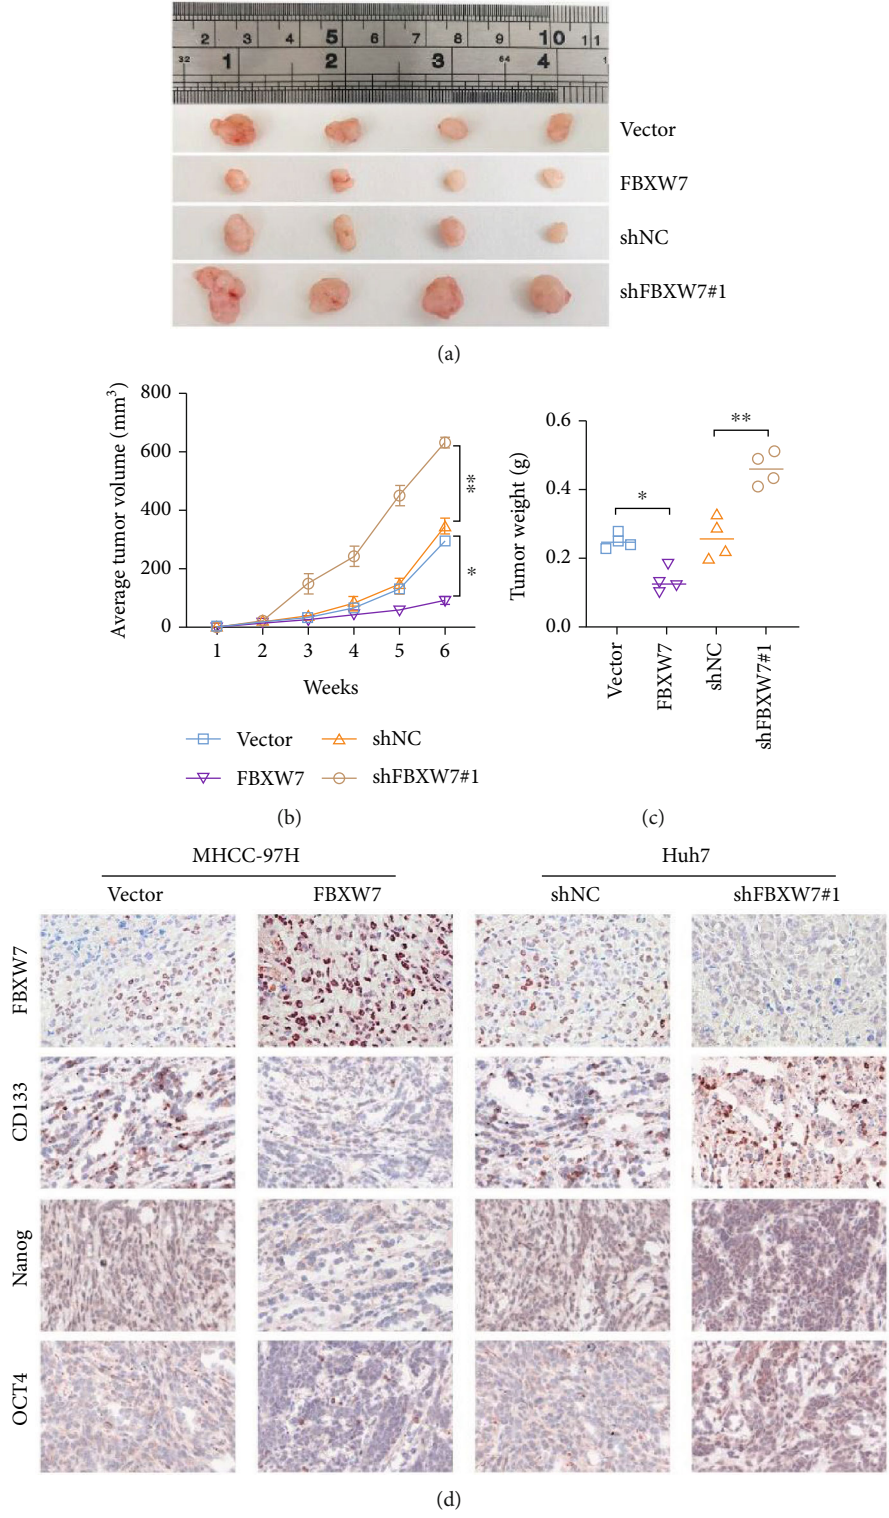 2 3 4 5 6 7 8 9 10 11
32 1 2 3 64 4 1
Vector
FBXW7
shNC
shFBXW7#1
(a)
Average tumor volume (mm³)
800
600
400
200
0
1 2 3 4 5 6
Weeks
**
*
Vector shNC
FBXW7 shFBXW7#1
(b)
Tumor weight (g)
0.6
0.4
0.2
0.0
*
**
Vector
FBXW7
shNC
shFBXW7#1
(c)
MHCC-97H Huh7
Vector FBXW7 shNC shFBXW7#1
FBXW7
CD133
Nanog
OCT4
(d)